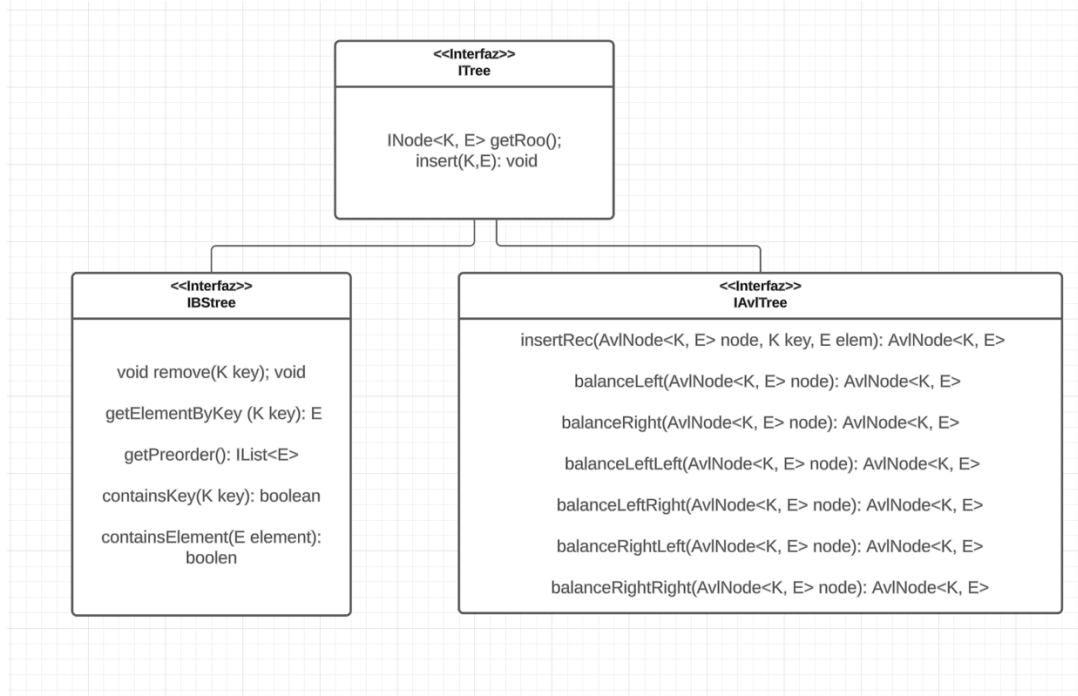 <<Interfaz>>
ITree
INode<K, E> getRoo();
insert(K,E): void
<<Interfaz>>
IBStree
void remove(K key); void
getElementByKey (K key): E
getPreorder(): IList<E>
containsKey(K key): boolean
containsElement(E element):
boolen
<<Interfaz>>
IAvlTree
insertRec(AvlNode<K, E> node, K key, E elem): AvlNode<K, E>
balanceLeft(AvlNode<K, E> node): AvlNode<K, E>
balanceRight(AvlNode<K, E> node): AvlNode<K, E>
balanceLeftLeft(AvlNode<K, E> node): AvlNode<K, E>
balanceLeftRight(AvlNode<K, E> node): AvlNode<K, E>
balanceRightLeft(AvlNode<K, E> node): AvlNode<K, E>
balanceRightRight(AvlNode<K, E> node): AvlNode<K, E>